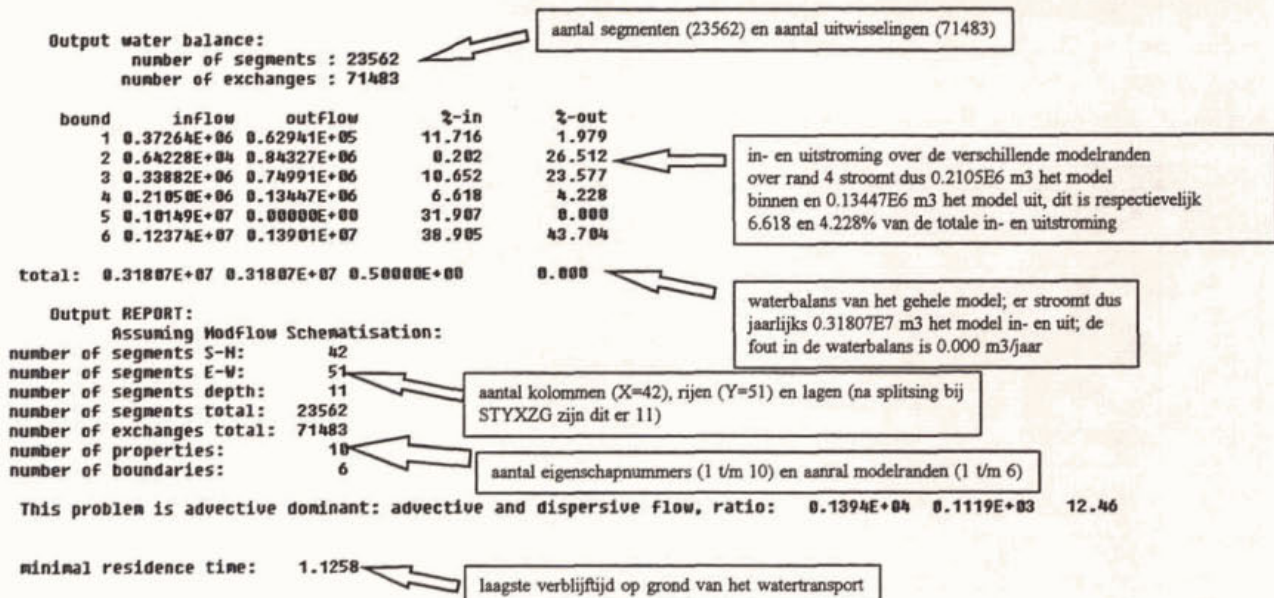 Output water balance:
number of segments : 23562
number of exchanges : 71483
aantal segmenten (23562) en aantal uitwisselingen (71483)
bound inflow outflow %-in %-out
1 0.37264E+06 0.62941E+05 11.716 1.979
2 0.64228E+04 0.84327E+06 0.202 26.512
3 0.33882E+06 0.74991E+06 10.652 23.577
4 0.21050E+06 0.13447E+06 6.618 4.228
5 0.10149E+07 0.00000E+00 31.907 0.000
6 0.12374E+07 0.13901E+07 38.905 43.704
in- en uitstroming over de verschillende modelranden
over rand 4 stroomt dus 0.2105E6 m3 het model
binnen en 0.13447E6 m3 het model uit, dit is respectievelijk
6.618 en 4.228% van de totale in- en uitstroming
total: 0.31807E+07 0.31807E+07 0.50000E+00 0.000
waterbalans van het gehele model; er stroomt dus
jaarlijks 0.31807E7 m3 het model in- en uit; de
fout in de waterbalans is 0.000 m3/jaar
Output REPORT:
Assuming Modflow Schematisation:
number of segments S-N: 42
number of segments E-W: 51
number of segments depth: 11
number of segments total: 23562
number of exchanges total: 71483
number of properties: 10
number of boundaries: 6
aantal kolommen (X=42), rijen (Y=51) en lagen (na splitsing bij
STYXZG zijn dit er 11)
aantal eigenschapnummers (1 t/m 10) en aanral modelranden (1 t/m 6)
This problem is advective dominant: advective and dispersive flow, ratio: 0.1394E+04 0.1119E+03 12.46
minimal residence time: 1.1258
laagste verblijftijd op grond van het watertransport